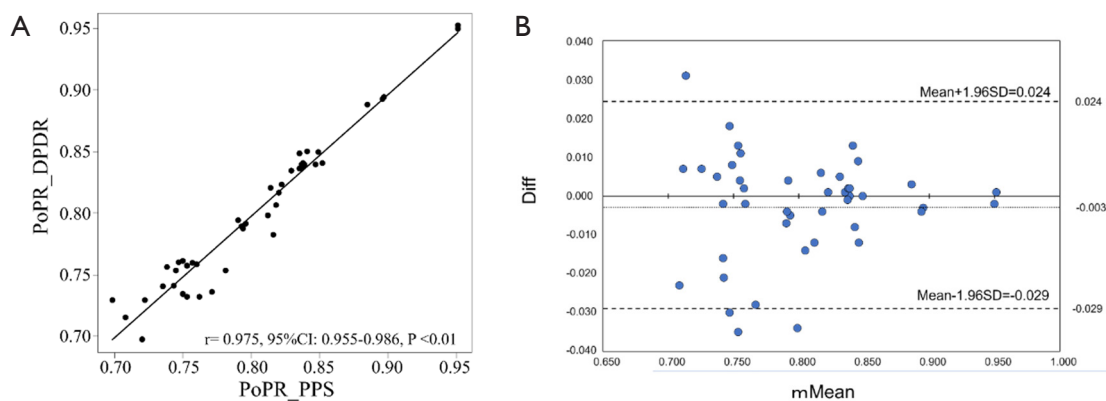 A
PoPR_DPDR
0.95
0.90
0.85
0.80
0.75
0.70
r= 0.975, 95%CI: 0.955-0.986, P <0.01
0.70 0.75 0.80 0.85 0.90 0.95
PoPR_PPS
B
Diff
0.040
0.030
0.020
0.010
0.000
-0.010
-0.020
-0.030
-0.040
Mean+1.96SD=0.024
0.024
-0.003
Mean-1.96SD=-0.029
-0.029
0.650 0.700 0.750 0.800 0.850 0.900 0.950 1.000
mMean